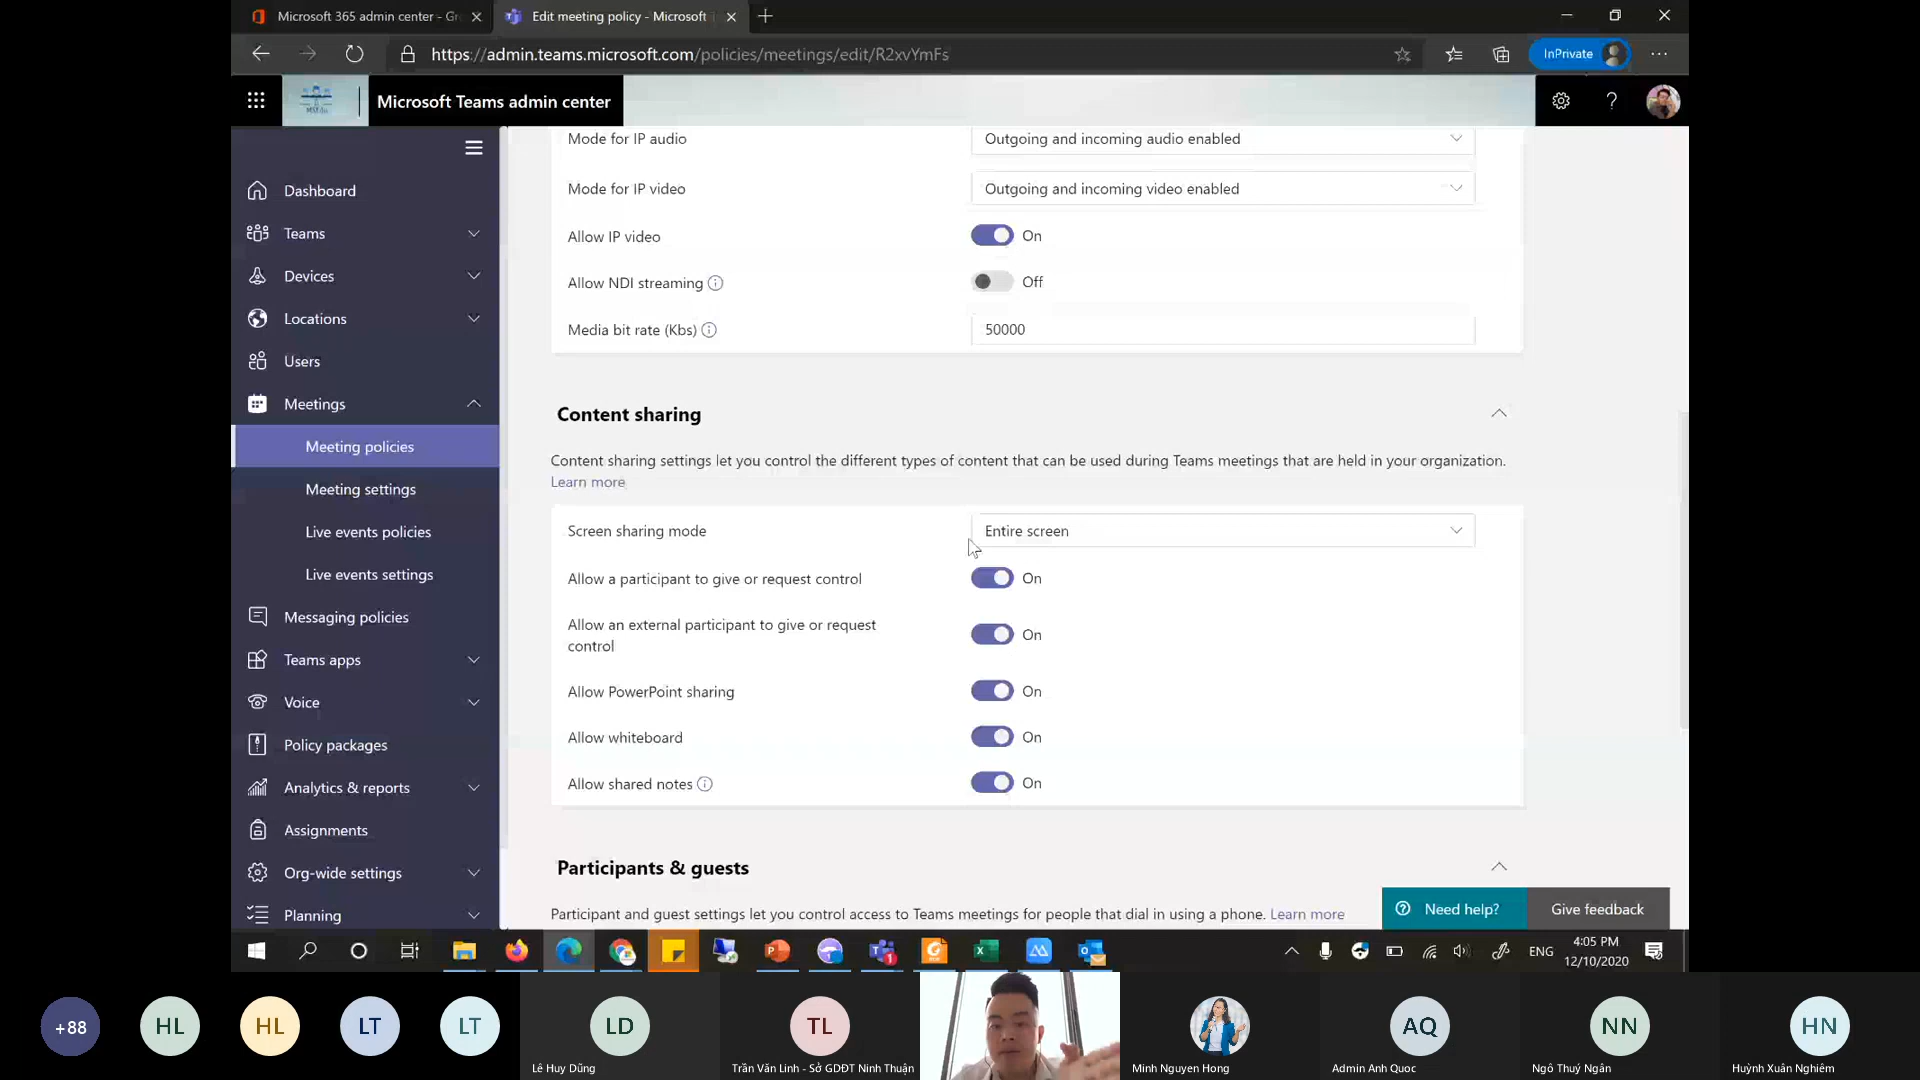 Microsoft 365 admin center - Gr
Edit meeting policy - Microsoft
https://admin.teams.microsoft.com/policies/meetings/edit/R2xvYmFs
InPrivate
Microsoft Teams admin center
Dashboard
Teams
Devices
Locations
Users
Meetings
Meeting policies
Meeting settings
Live events policies
Live events settings
Messaging policies
Teams apps
Voice
Policy packages
Analytics & reports
Assignments
Org-wide settings
Planning
Mode for IP audio
Outgoing and incoming audio enabled
Mode for IP video
Outgoing and incoming video enabled
Allow IP video
On
Allow NDI streaming
Off
Media bit rate (Kbs)
50000
Content sharing
Content sharing settings let you control the different types of content that can be used during Teams meetings that are held in your organization.
Learn more
Screen sharing mode
Entire screen
Allow a participant to give or request control
On
Allow an external participant to give or request
control
On
Allow PowerPoint sharing
On
Allow whiteboard
On
Allow shared notes
On
Participants & guests
Participant and guest settings let you control access to Teams meetings for people that dial in using a phone. Learn more
Need help?
Give feedback
ENG
4:05 PM
12/10/2020
+88
HL
HL
LT
LT
LD
Lê Huy Dũng
TL
Trần Văn Linh - Sở GDĐT Ninh Thuận
Minh Nguyen Hong
AQ
Admin Anh Quoc
NN
Ngô Thuý Ngân
HN
Huỳnh Xuân Nghiêm